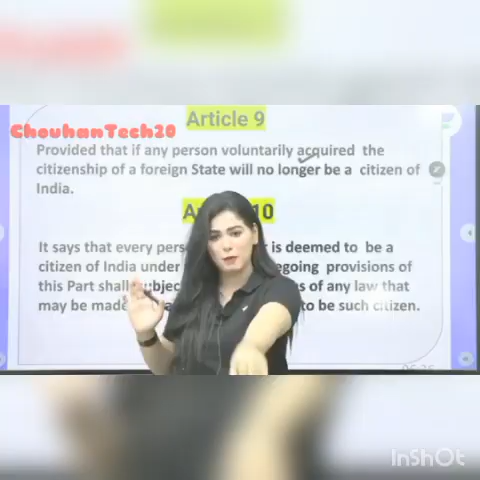 Article 9
ChouhanTech20
Provided that if any person voluntarily acquired the
citizenship of a foreign State will no longer be a citizen of
India.
10
It says that every is deemed to be a
citizen of India under provisions of
this Part shall of any law that
may be made to be such citizen.
InShOt